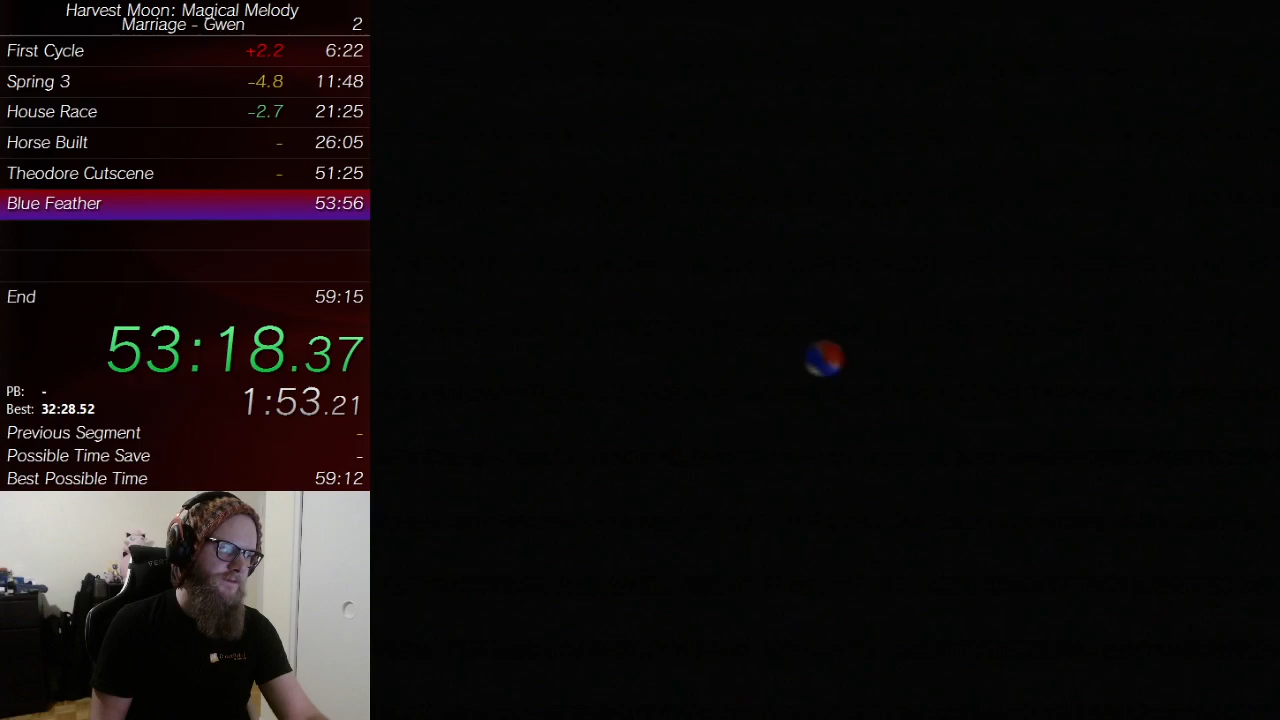 Harvest Moon: Magical Melody
Marriage - Gwen 2
First Cycle +2.2 6:22
Spring 3 -4.8 11:48
House Race -2.7 21:25
Horse Built - 26:05
Theodore Cutscene - 51:25
Blue Feather 53:56
End 59:15
53:18.37
PB: -
1:53.21
Best: 32:28.52
Previous Segment -
Possible Time Save -
Best Possible Time 59:12